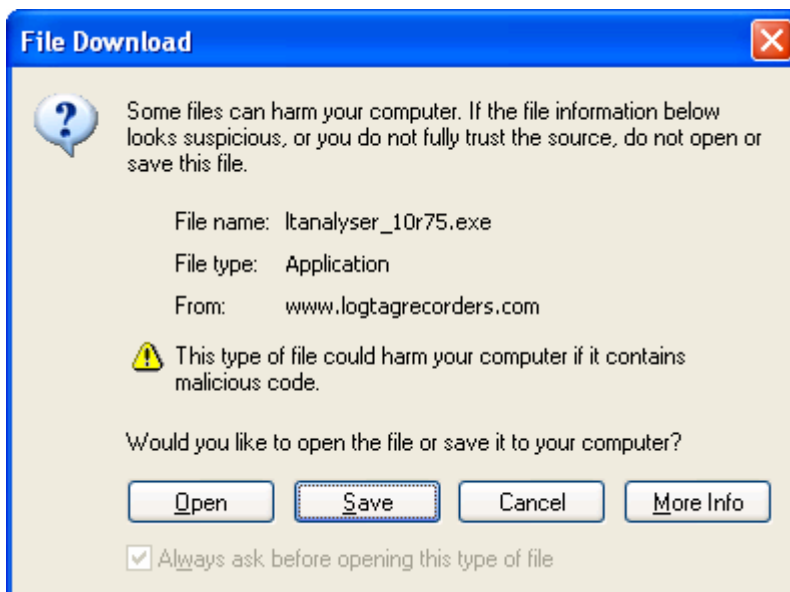 File Download
Some files can harm your computer. If the file information below
looks suspicious, or you do not fully trust the source, do not open or
save this file.
File name: ltanalyser_10r75.exe
File type: Application
From: www.logtagrecorders.com
This type of file could harm your computer if it contains
malicious code.
Would you like to open the file or save it to your computer?
Open Save Cancel More Info
Always ask before opening this type of file